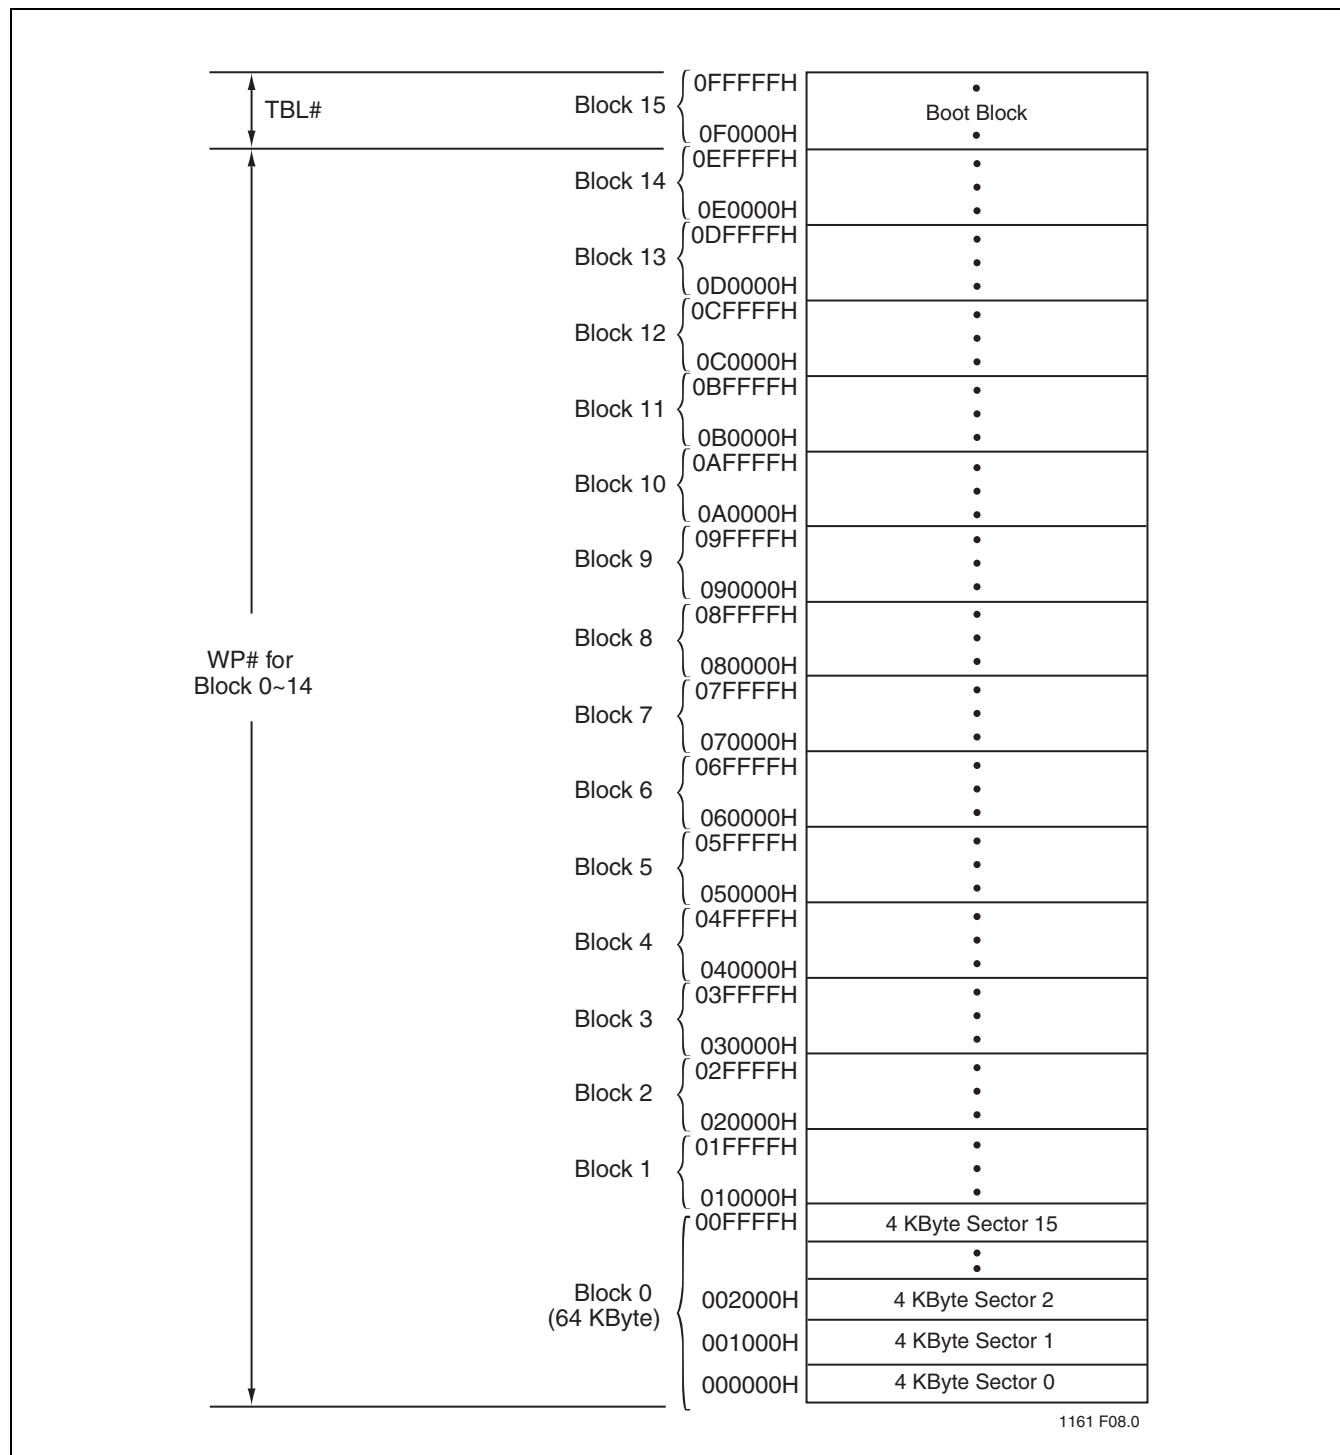 0FFFFFH
TBL#
Block 15
Boot Block
0F0000H
0EFFFFH
Block 14
0E0000H
0DFFFFH
Block 13
0D0000H
0CFFFFH
Block 12
0C0000H
0BFFFFH
Block 11
0B0000H
0AFFFFH
Block 10
0A0000H
09FFFFH
Block 9
090000H
08FFFFH
Block 8
080000H
WP# for
Block 0~14
07FFFFH
Block 7
070000H
06FFFFH
Block 6
060000H
05FFFFH
Block 5
050000H
04FFFFH
Block 4
040000H
03FFFFH
Block 3
030000H
02FFFFH
Block 2
020000H
01FFFFH
Block 1
010000H
00FFFFH
4 KByte Sector 15
Block 0
(64 KByte)
002000H
4 KByte Sector 2
001000H
4 KByte Sector 1
000000H
4 KByte Sector 0
1161 F08.0